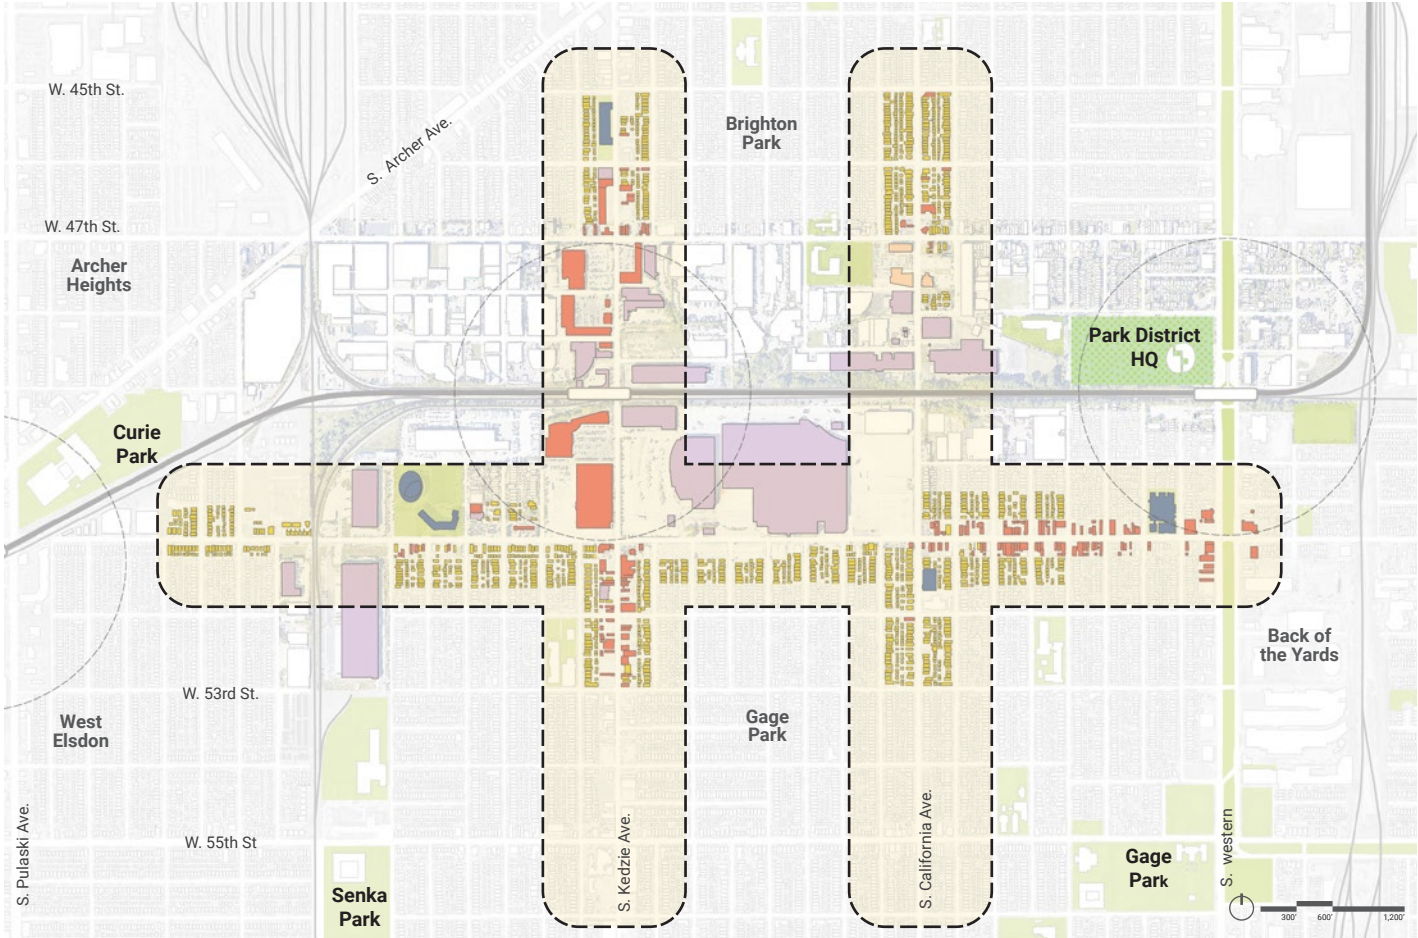 W. 45th St.
S. Archer Ave.
Brighton
Park
W. 47th St.
Archer
Heights
Park District
HQ
Curie
Park
Back of
the Yards
W. 53rd St.
West
Elsdon
Gage
Park
S. Pulaski Ave.
W. 55th St
S. Kedzie Ave.
S. California Ave.
S. western
Gage
Park
Senka
Park
300' 600' 1,200'